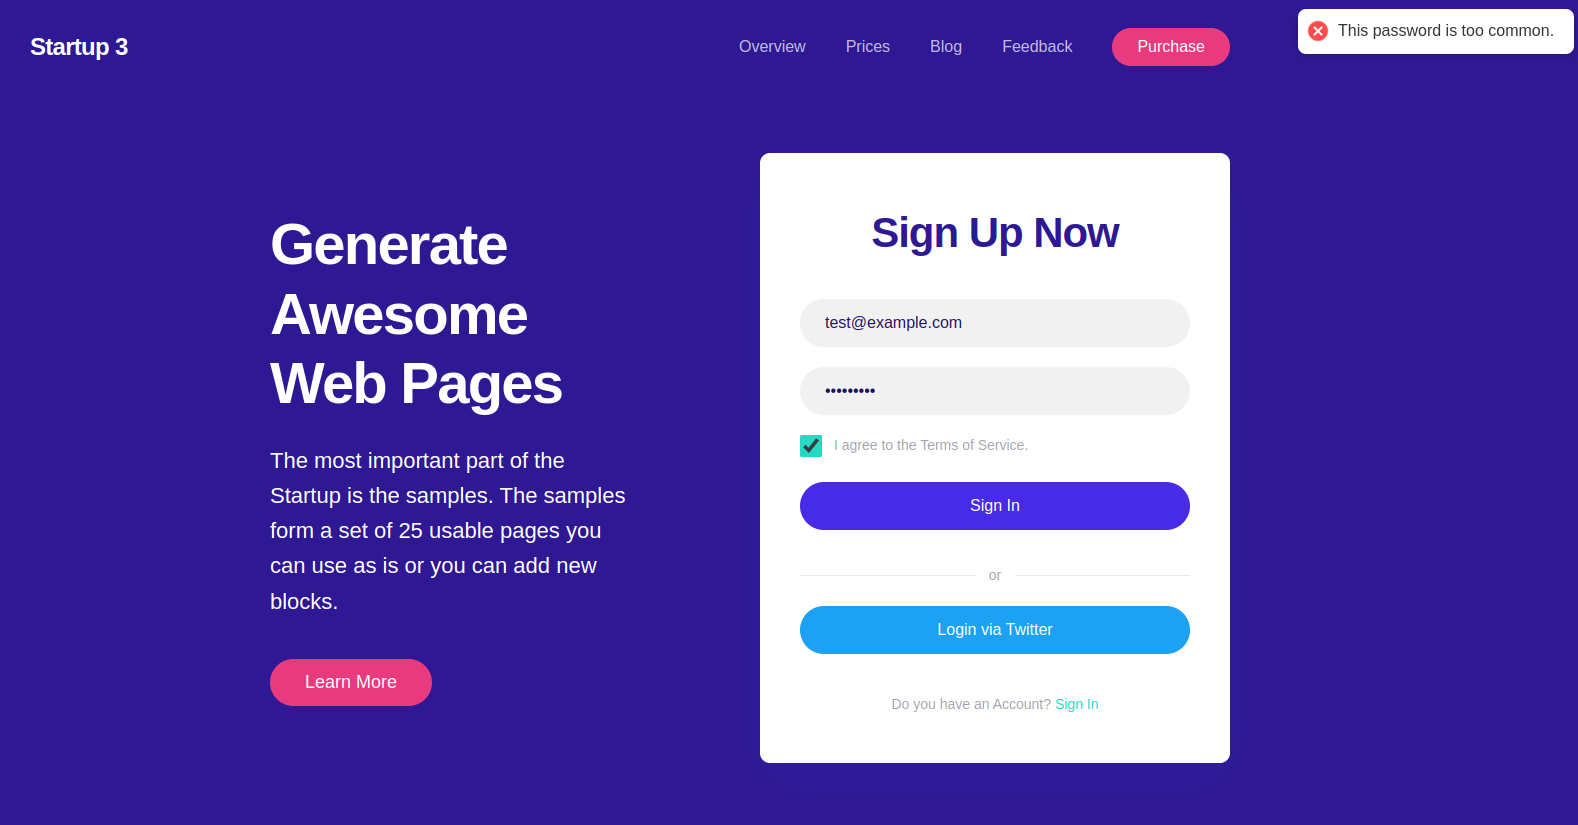 Startup 3
Overview
Prices
Blog
Feedback
Purchase
This password is too common.
Generate
Awesome
Web Pages
The most important part of the
Startup is the samples. The samples
form a set of 25 usable pages you
can use as is or you can add new
blocks.
Learn More
Sign Up Now
test@example.com
•••••••••
I agree to the Terms of Service.
Sign In
or
Login via Twitter
Do you have an Account? Sign In